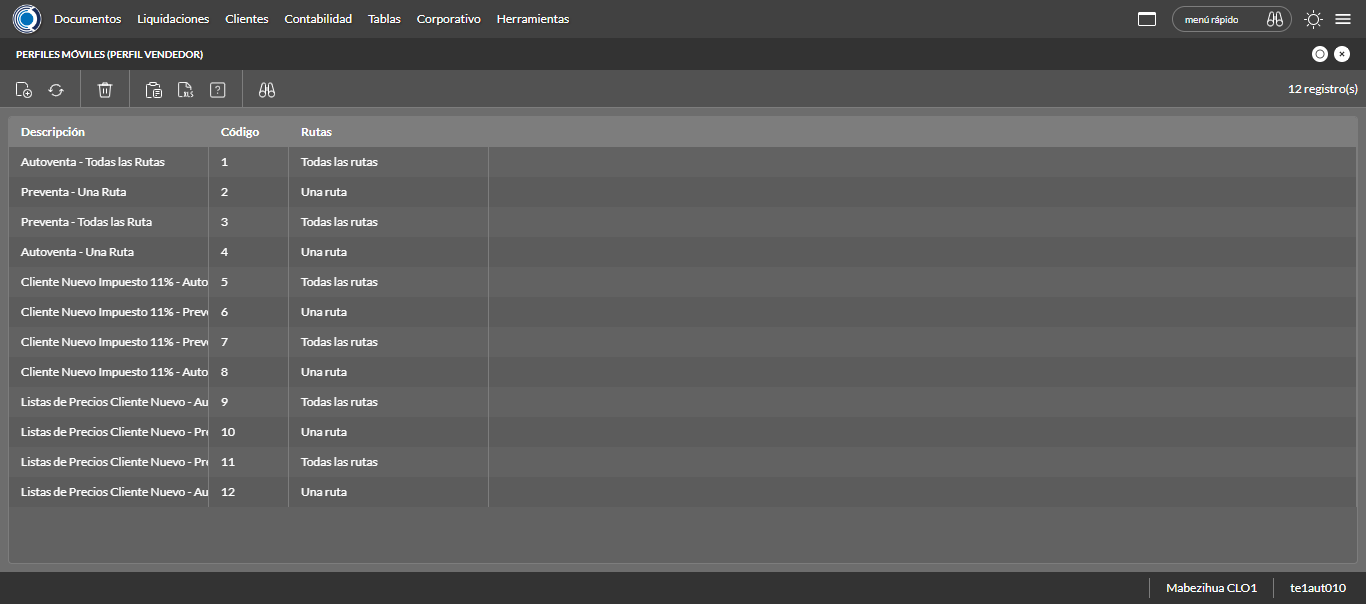 Documentos Liquidaciones Clientes Contabilidad Tablas Corporativo Herramientas menú rápido
PERFILES MÓVILES (PERFIL VENDEDOR)
XLS ? 12 registro(s)
Descripción Código Rutas
Autoventa - Todas las Rutas 1 Todas las rutas
Preventa - Una Ruta 2 Una ruta
Preventa - Todas las Ruta 3 Todas las rutas
Autoventa - Una Ruta 4 Una ruta
Cliente Nuevo Impuesto 11% - Auto 5 Todas las rutas
Cliente Nuevo Impuesto 11% - Prev 6 Una ruta
Cliente Nuevo Impuesto 11% - Prev 7 Todas las rutas
Cliente Nuevo Impuesto 11% - Auto 8 Una ruta
Listas de Precios Cliente Nuevo - Au 9 Todas las rutas
Listas de Precios Cliente Nuevo - Pr 10 Una ruta
Listas de Precios Cliente Nuevo - Pr 11 Todas las rutas
Listas de Precios Cliente Nuevo - Au 12 Una ruta
Mabezihua CLO1 te1aut010